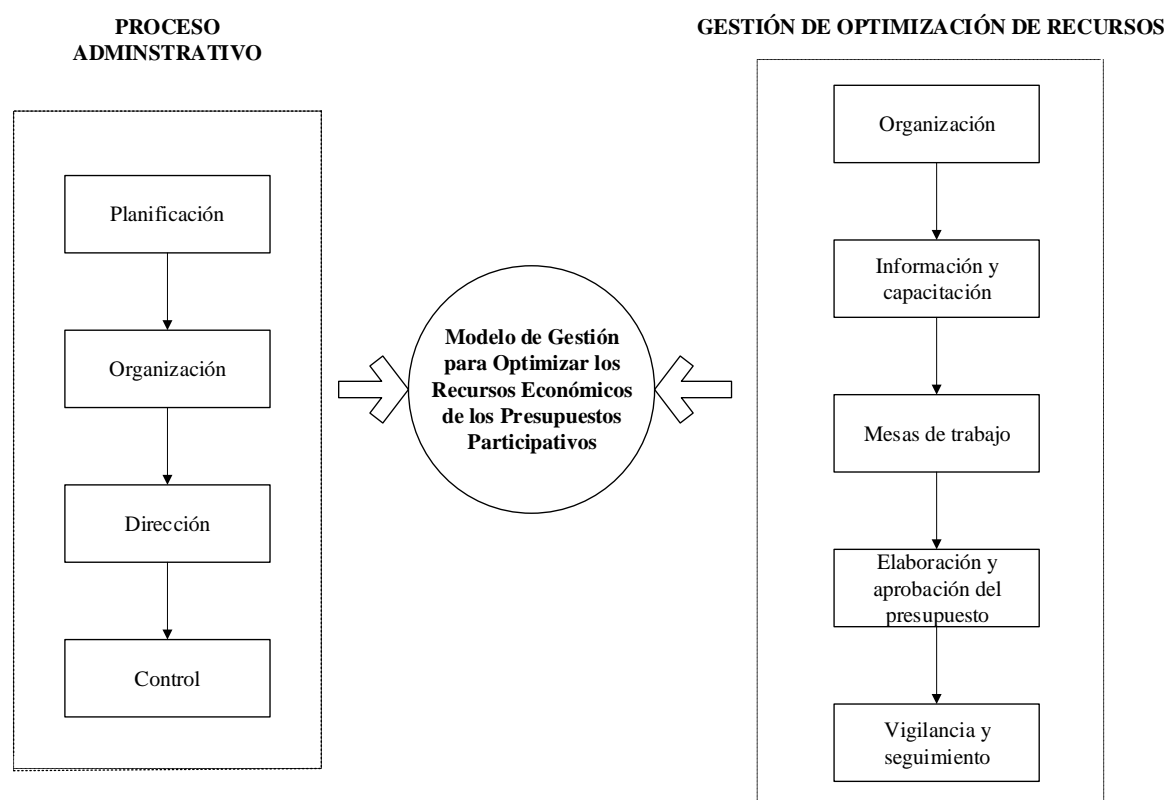 PROCESO
ADMINSTRATIVO
Planificación
Organización
Dirección
Control
Modelo de Gestión
para Optimizar los
Recursos Económicos
de los Presupuestos
Participativos
GESTIÓN DE OPTIMIZACIÓN DE RECURSOS
Organización
Información y
capacitación
Mesas de trabajo
Elaboración y
aprobación del
presupuesto
Vigilancia y
seguimiento